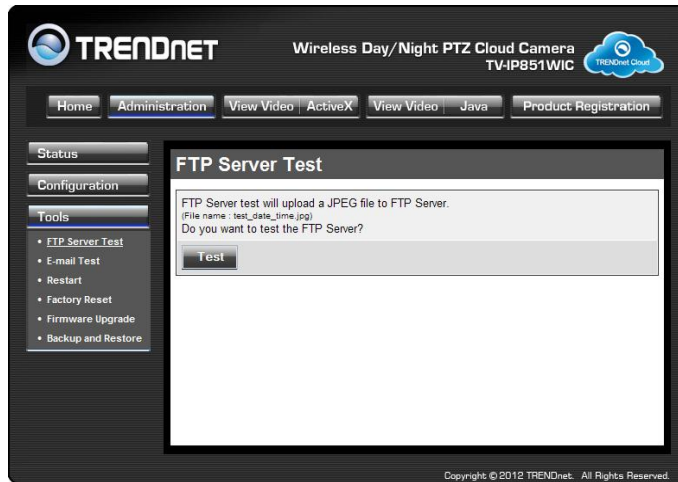 TRENDNET
Wireless Day/Night PTZ Cloud Camera
TV-IP851WIC
TRENDnet Cloud
Home Administration View Video ActiveX View Video Java Product Registration
Status
Configuration
Tools
• FTP Server Test
• E-mail Test
• Restart
• Factory Reset
• Firmware Upgrade
• Backup and Restore
FTP Server Test
FTP Server test will upload a JPEG file to FTP Server.
(File name : test_date_time.jpg)
Do you want to test the FTP Server?
Test
Copyright © 2012 TRENDnet. All Rights Reserved.